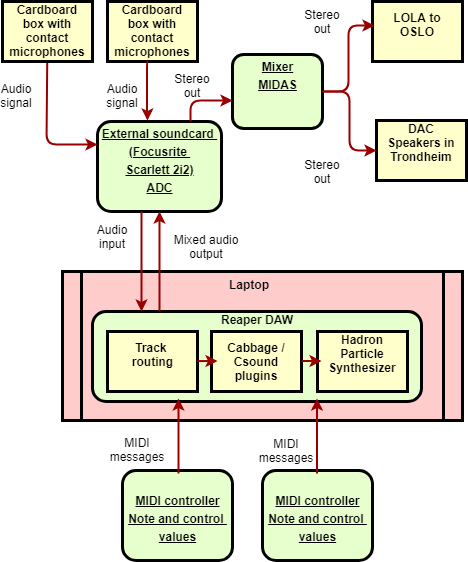 Cardboard
box with
contact
microphones
Cardboard
box with
contact
microphones
LOLA to
OSLO
Stereo
out
Audio
signal
Audio
signal
Stereo
out
Mixer
MIDAS
External soundcard
(Focusrite
Scarlett 2i2)
ADC
DAC
Speakers in
Trondheim
Stereo
out
Audio
input
Mixed audio
output
Laptop
Reaper DAW
Track
routing
Cabbage /
Csound
plugins
Hadron
Particle
Synthesizer
MIDI
messages
MIDI
messages
MIDI controller
Note and control
values
MIDI controller
Note and control
values